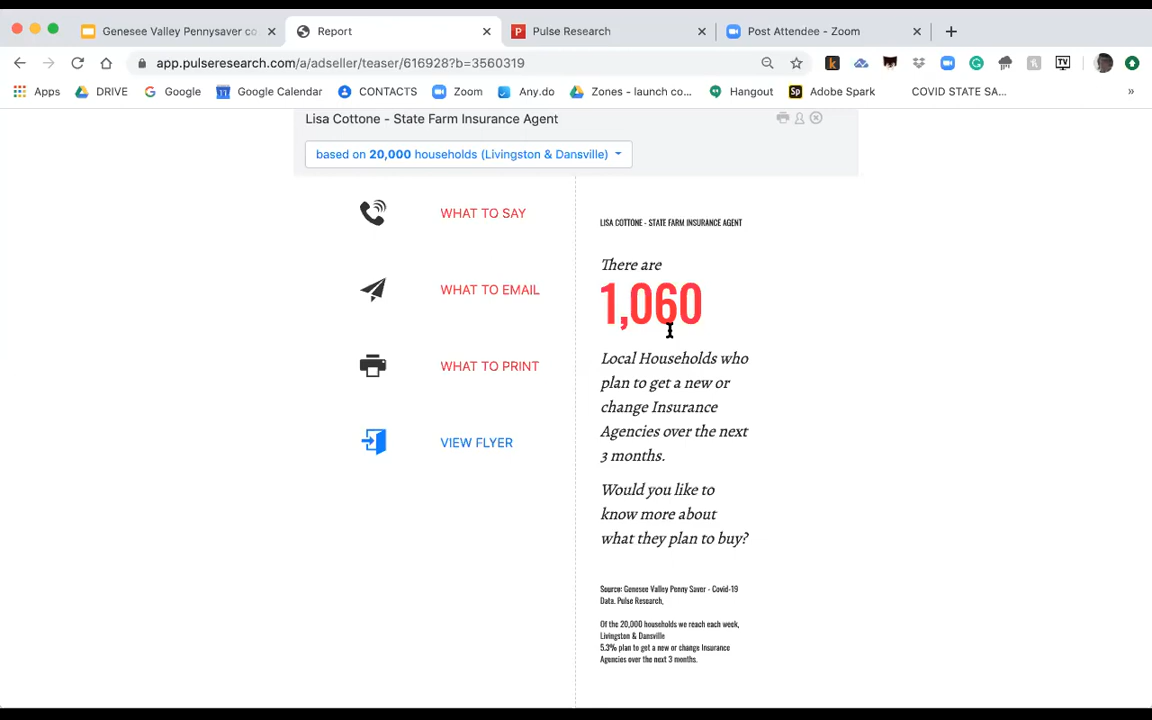 Genesee Valley Pennysaver co
Report
Pulse Research
Post Attendee - Zoom
app.pulseresearch.com/a/adseller/teaser/616928?b=3560319
Apps
DRIVE
Google
Google Calendar
CONTACTS
Zoom
Any.do
Zones - launch co...
Hangout
Adobe Spark
COVID STATE SA...
»
Lisa Cottone - State Farm Insurance Agent
based on 20,000 households (Livingston & Dansville)
WHAT TO SAY
WHAT TO EMAIL
WHAT TO PRINT
VIEW FLYER
LISA COTTONE - STATE FARM INSURANCE AGENT
There are
1,060
Local Households who
plan to get a new or
change Insurance
Agencies over the next
3 months.
Would you like to
know more about
what they plan to buy?
Source: Genesee Valley Penny Saver - Covid-19
Data. Pulse Research,
Of the 20,000 households we reach each week,
Livingston & Dansville
5.3% plan to get a new or change Insurance
Agencies over the next 3 months.